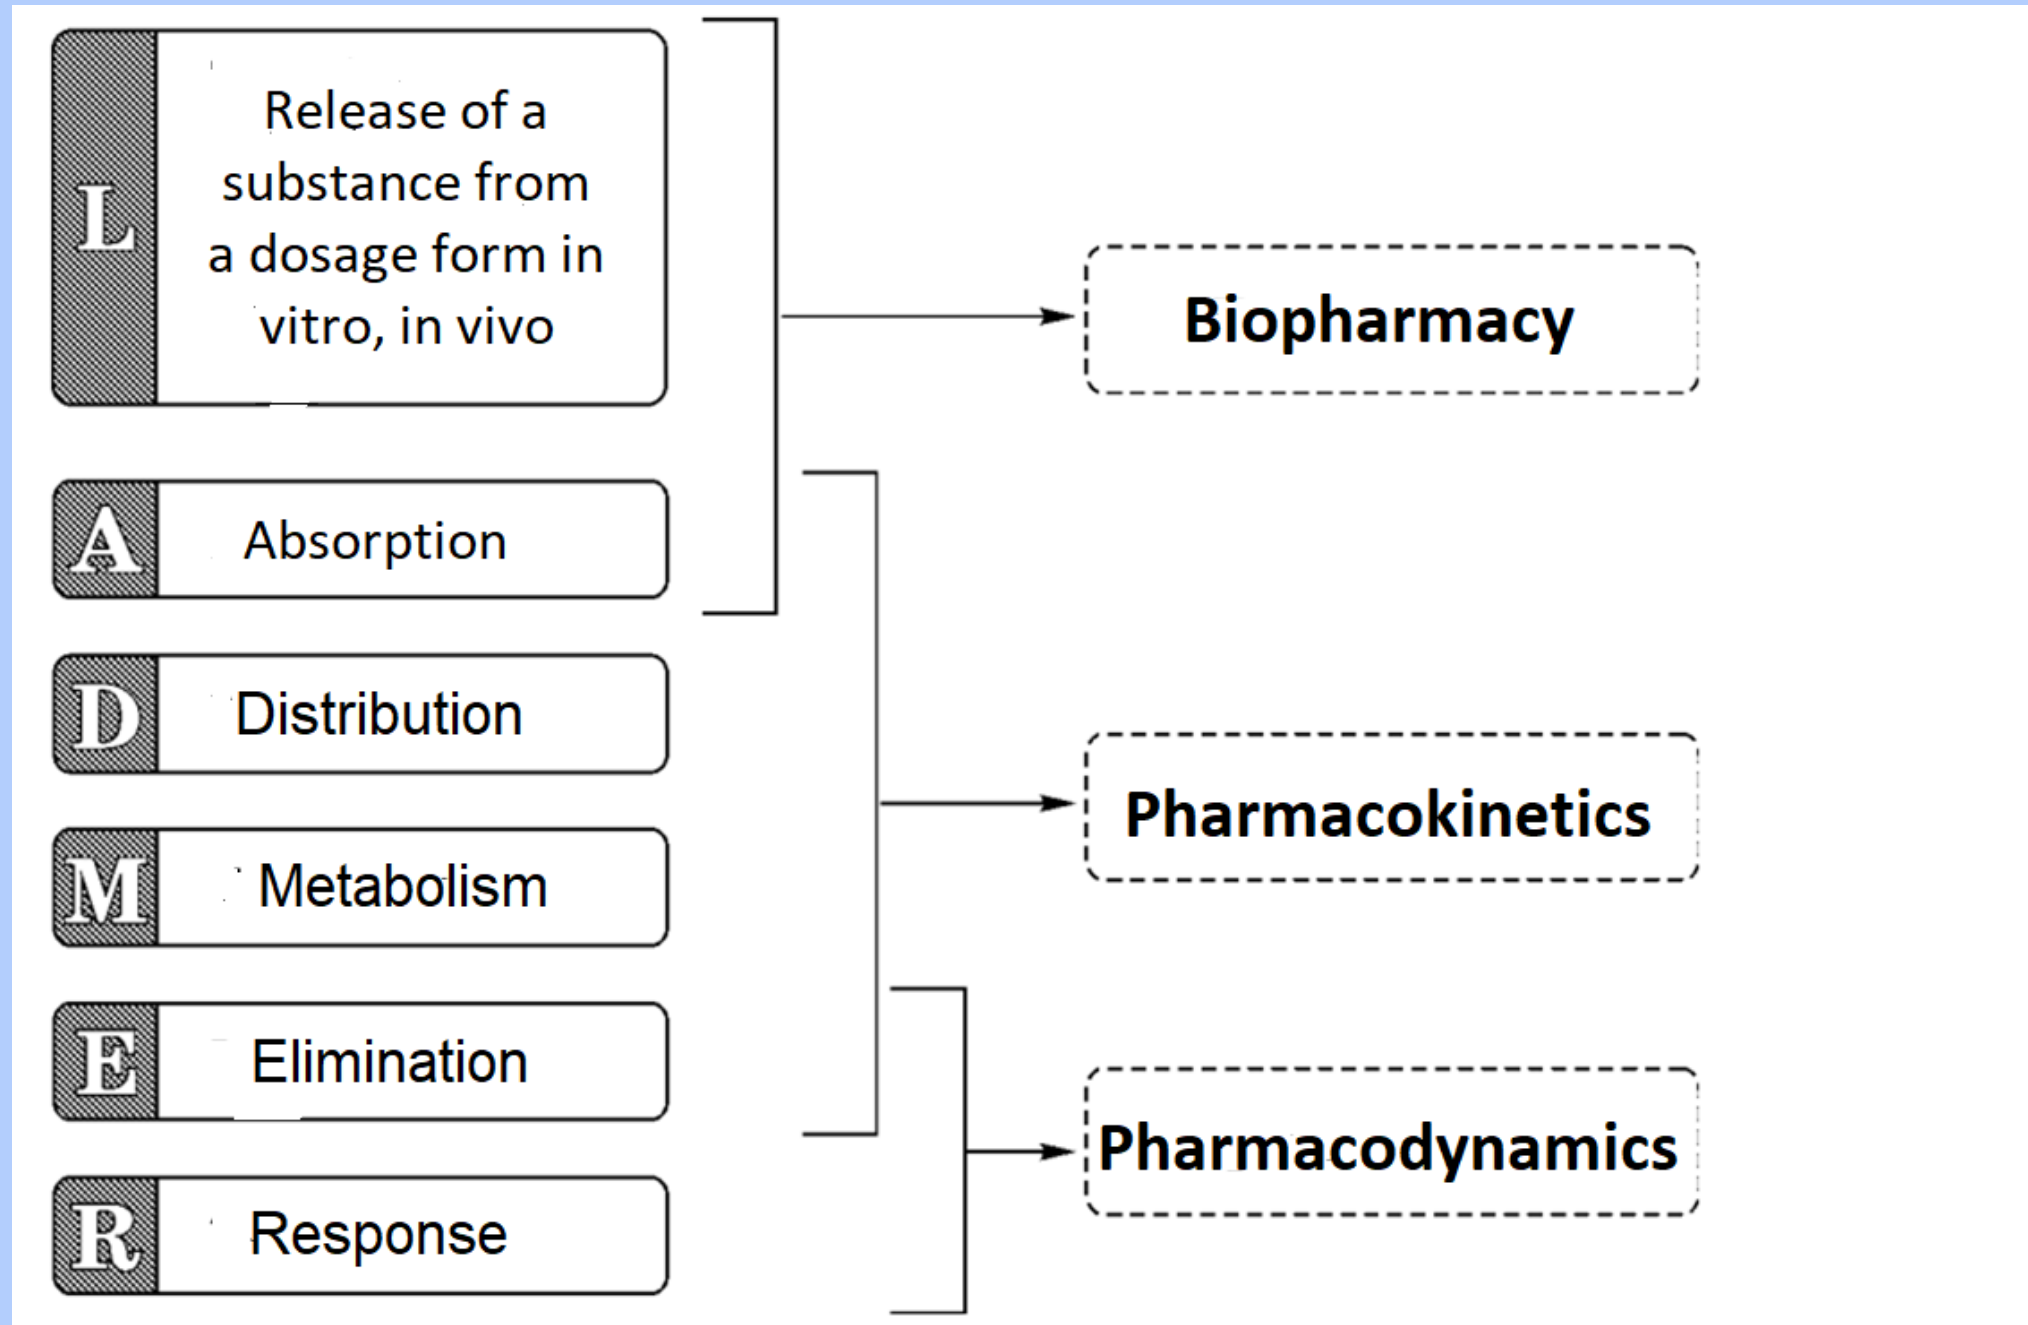 L
Release of a
substance from
a dosage form in
vitro, in vivo
Biopharmacy
A
Absorption
D
Distribution
M
Metabolism
Pharmacokinetics
E
Elimination
R
Response
Pharmacodynamics